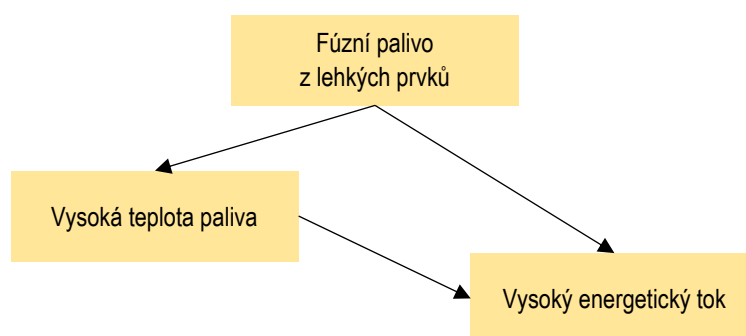 Fúzní palivo
z lehkých prvků
Vysoká teplota paliva
Vysoký energetický tok